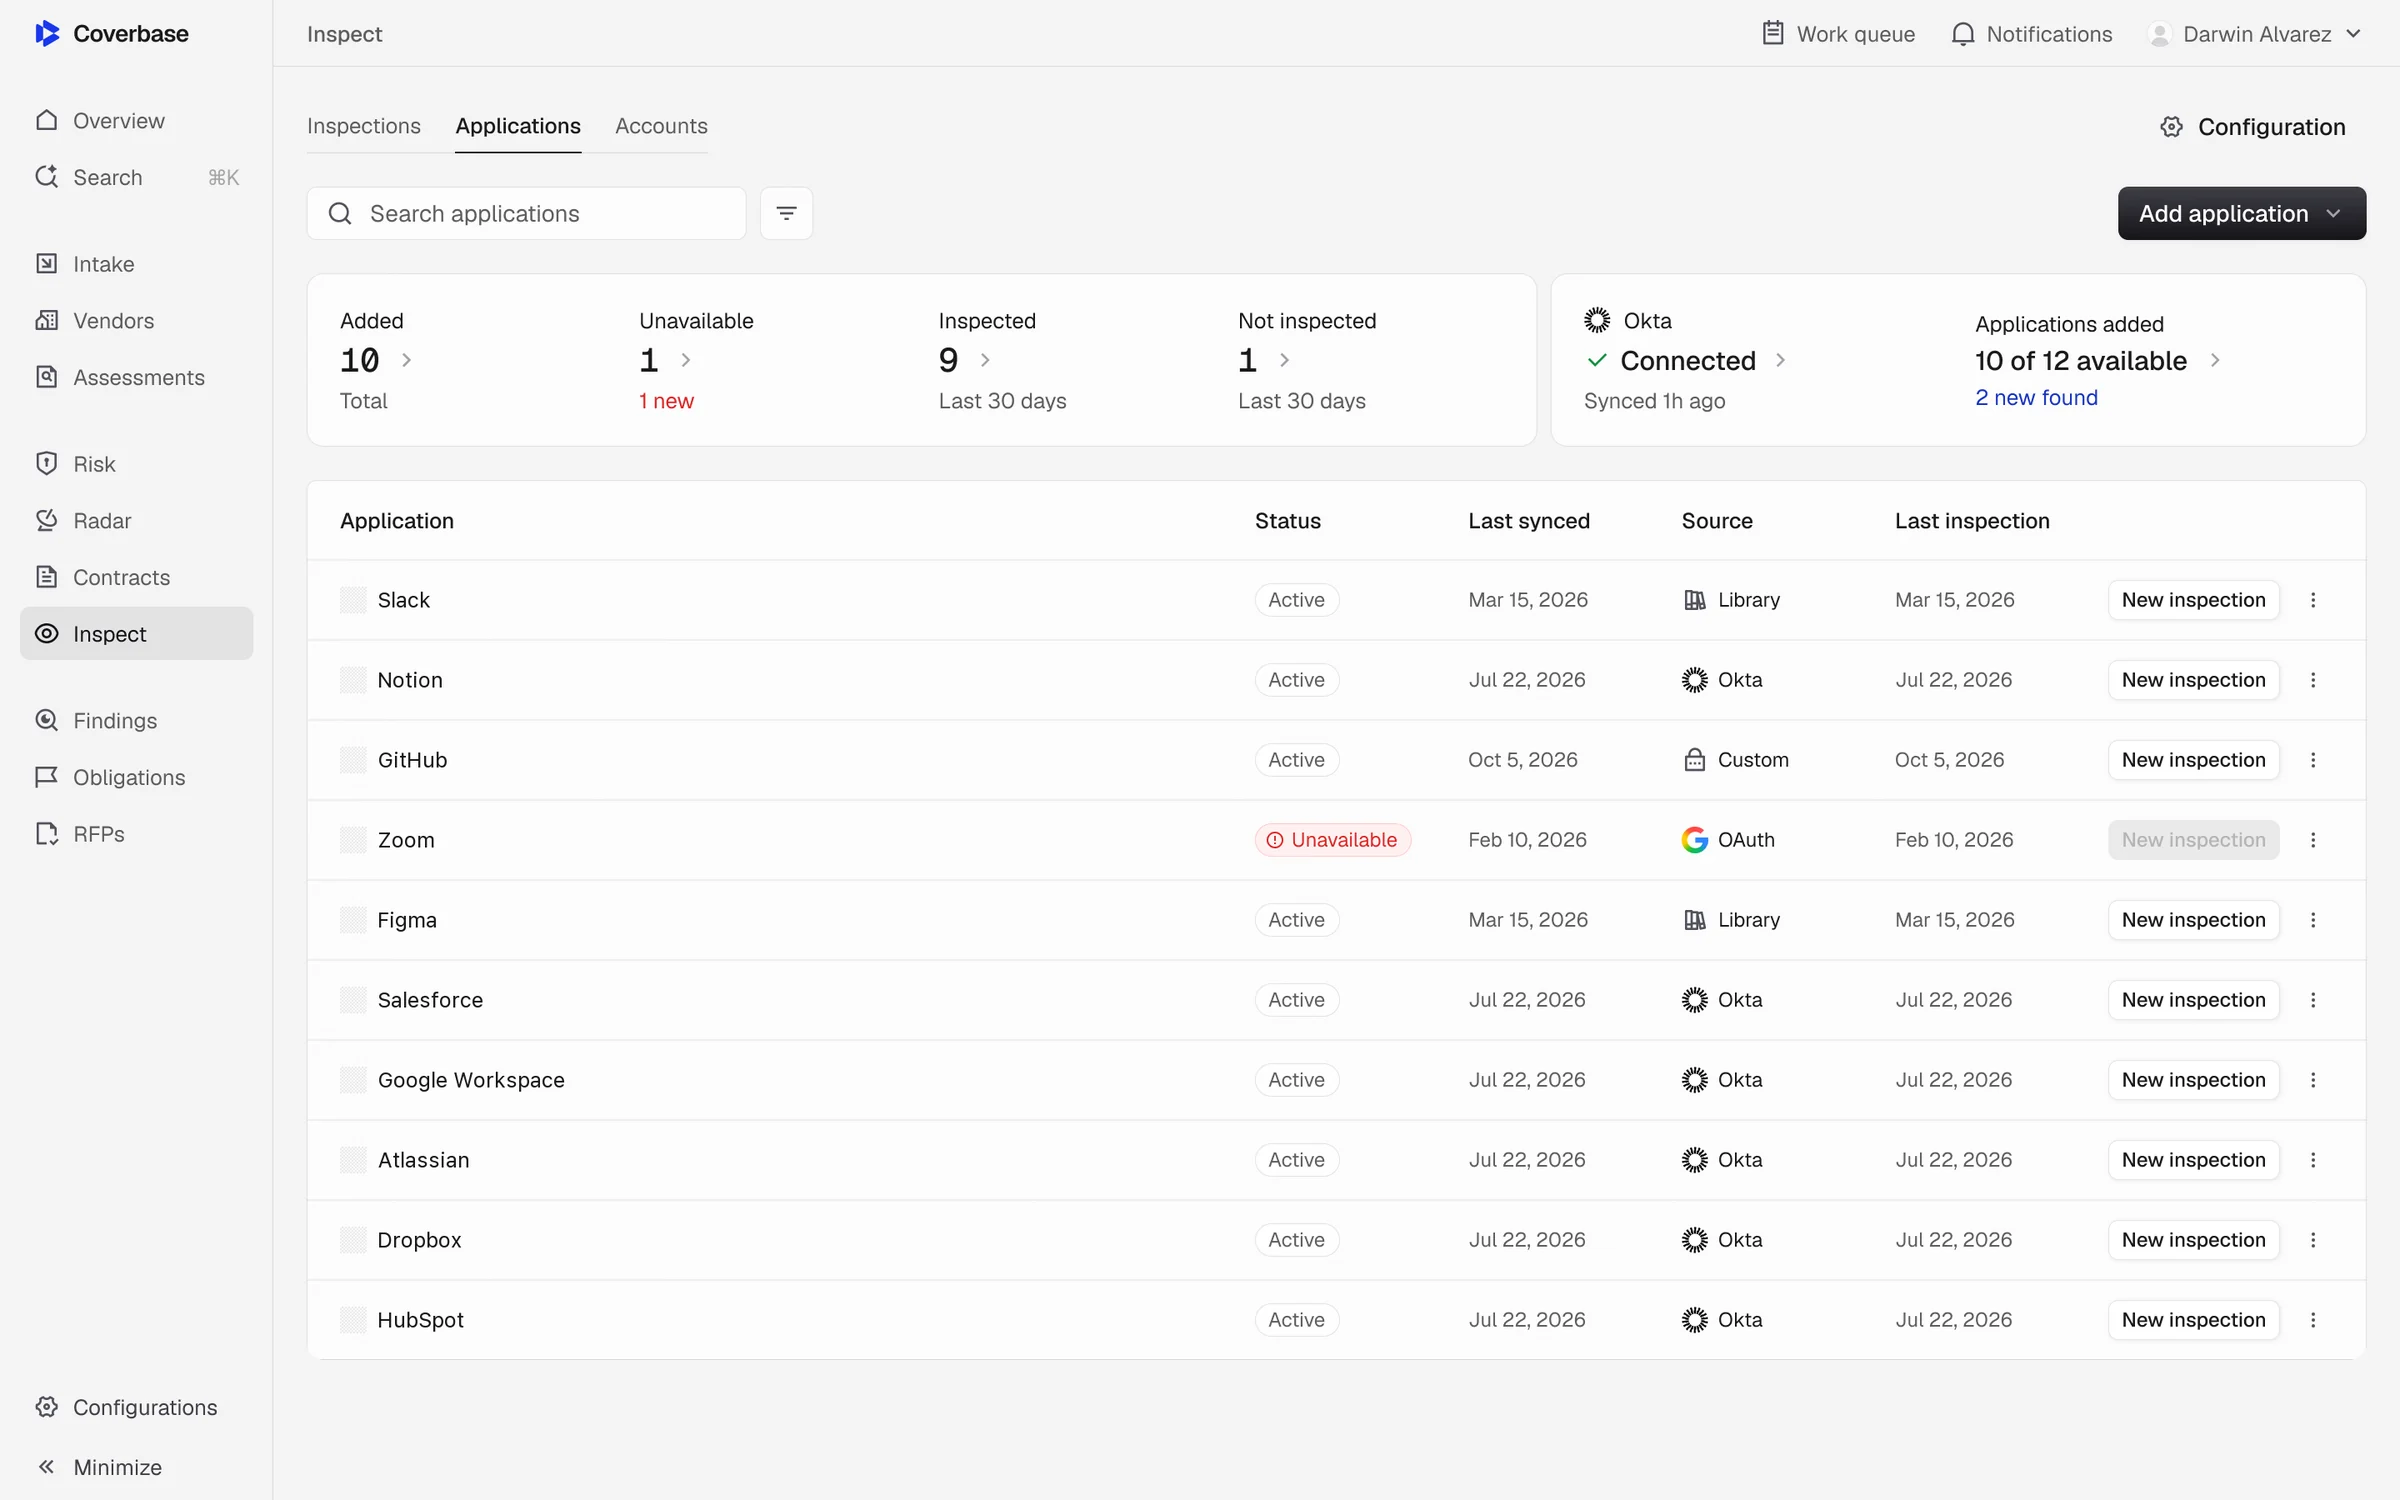 Coverbase
Inspect
Work queue
Notifications
Darwin Alvarez
Overview
Search ⌘K
Intake
Vendors
Assessments
Risk
Radar
Contracts
Inspect
Findings
Obligations
RFPs
Configurations
Minimize
Inspections Applications Accounts
Configuration
Search applications
Add application
Added
10
Total
Unavailable
1
1 new
Inspected
9
Last 30 days
Not inspected
1
Last 30 days
Okta
Connected
Synced 1h ago
Applications added
10 of 12 available
2 new found
Application Status Last synced Source Last inspection
Slack Active Mar 15, 2026 Library Mar 15, 2026 New inspection
Notion Active Jul 22, 2026 Okta Jul 22, 2026 New inspection
GitHub Active Oct 5, 2026 Custom Oct 5, 2026 New inspection
Zoom Unavailable Feb 10, 2026 OAuth Feb 10, 2026 New inspection
Figma Active Mar 15, 2026 Library Mar 15, 2026 New inspection
Salesforce Active Jul 22, 2026 Okta Jul 22, 2026 New inspection
Google Workspace Active Jul 22, 2026 Okta Jul 22, 2026 New inspection
Atlassian Active Jul 22, 2026 Okta Jul 22, 2026 New inspection
Dropbox Active Jul 22, 2026 Okta Jul 22, 2026 New inspection
HubSpot Active Jul 22, 2026 Okta Jul 22, 2026 New inspection